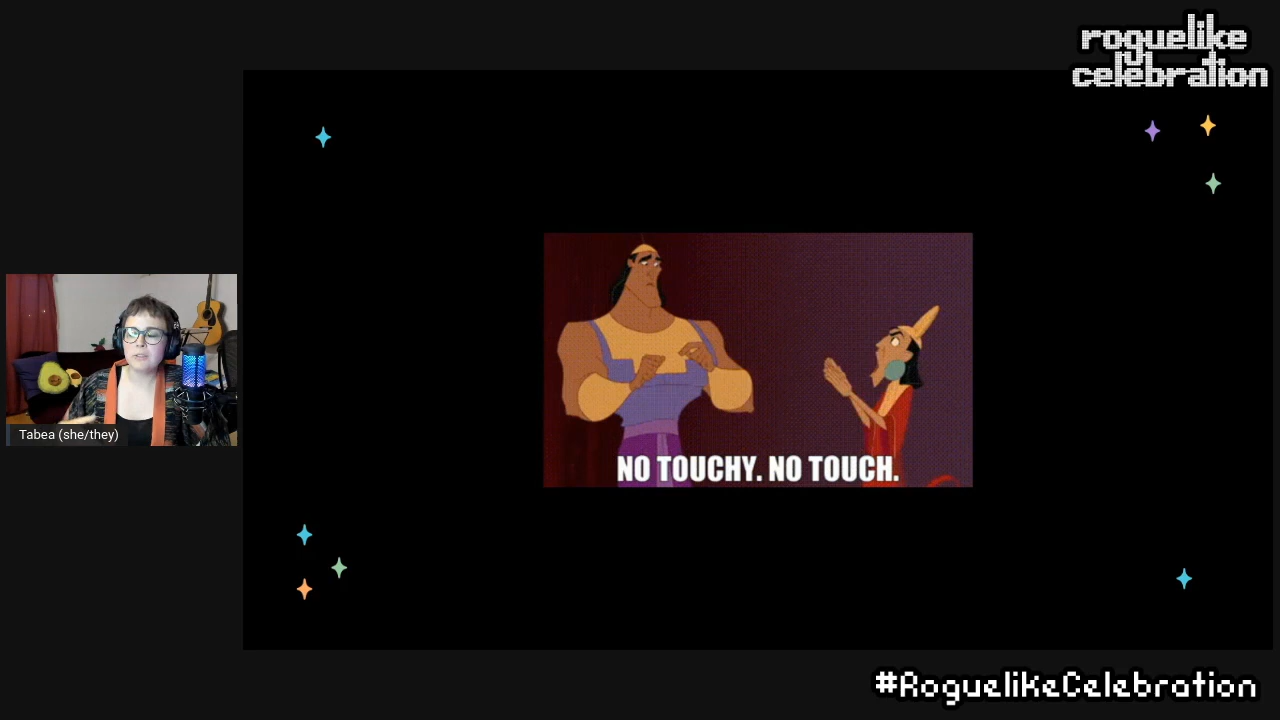 roguelike
celebration
Tabea (she/they)
NO TOUCHY. NO TOUCH.
#RoguelikeCelebration